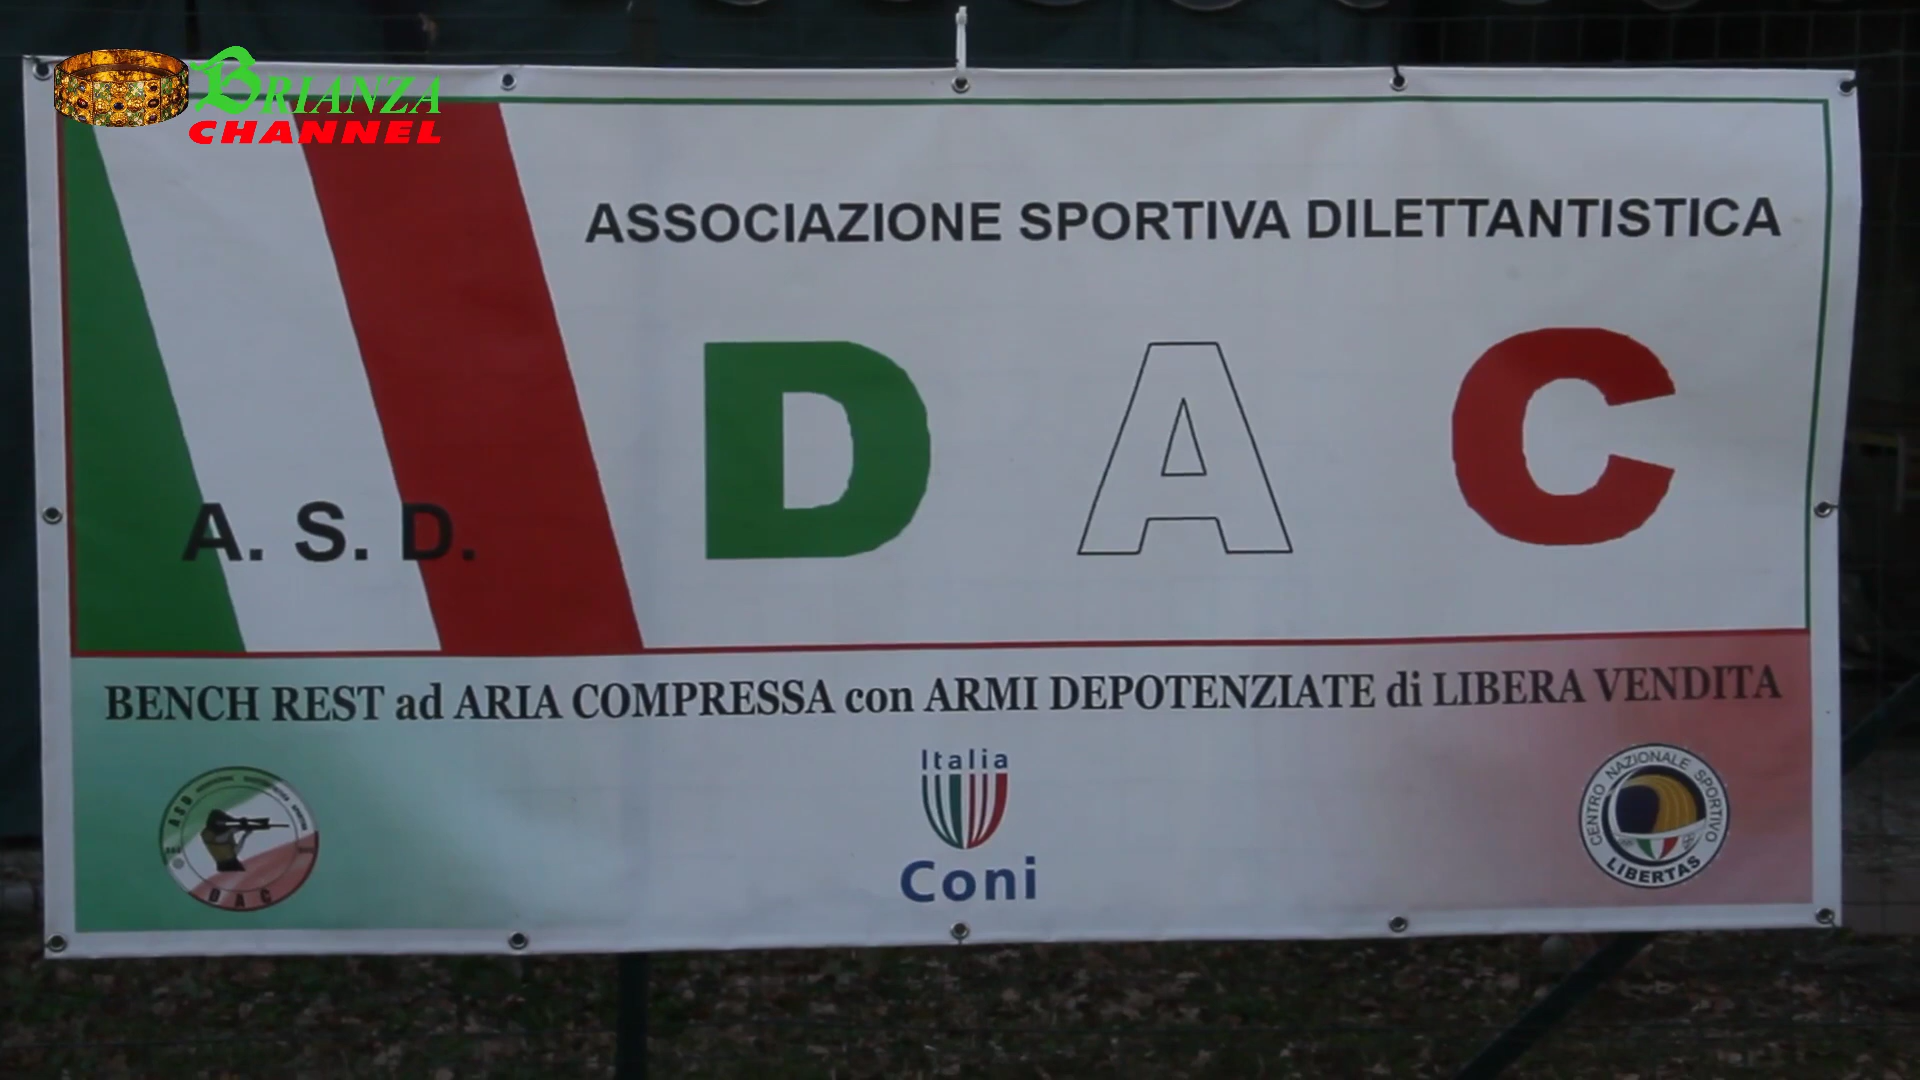 BRIANZA
CHANNEL
ASSOCIAZIONE SPORTIVA DILETTANTISTICA
D A C
A. S. D.
BENCH REST ad ARIA COMPRESSA con ARMI DEPOTENZIATE di LIBERA VENDITA
A S D
D A C
Italia
Coni
CENTRO NAZIONALE SPORTIVO
LIBERTAS